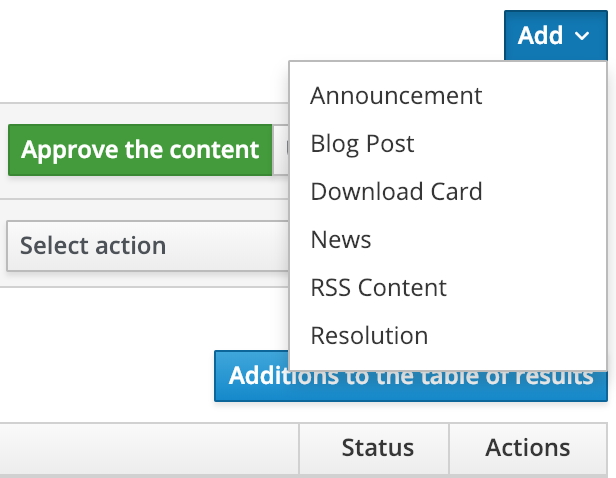 Add
Announcement
Approve the content
Blog Post
Download Card
News
Select action
RSS Content
Resolution
Additions to the table of results
Status
Actions